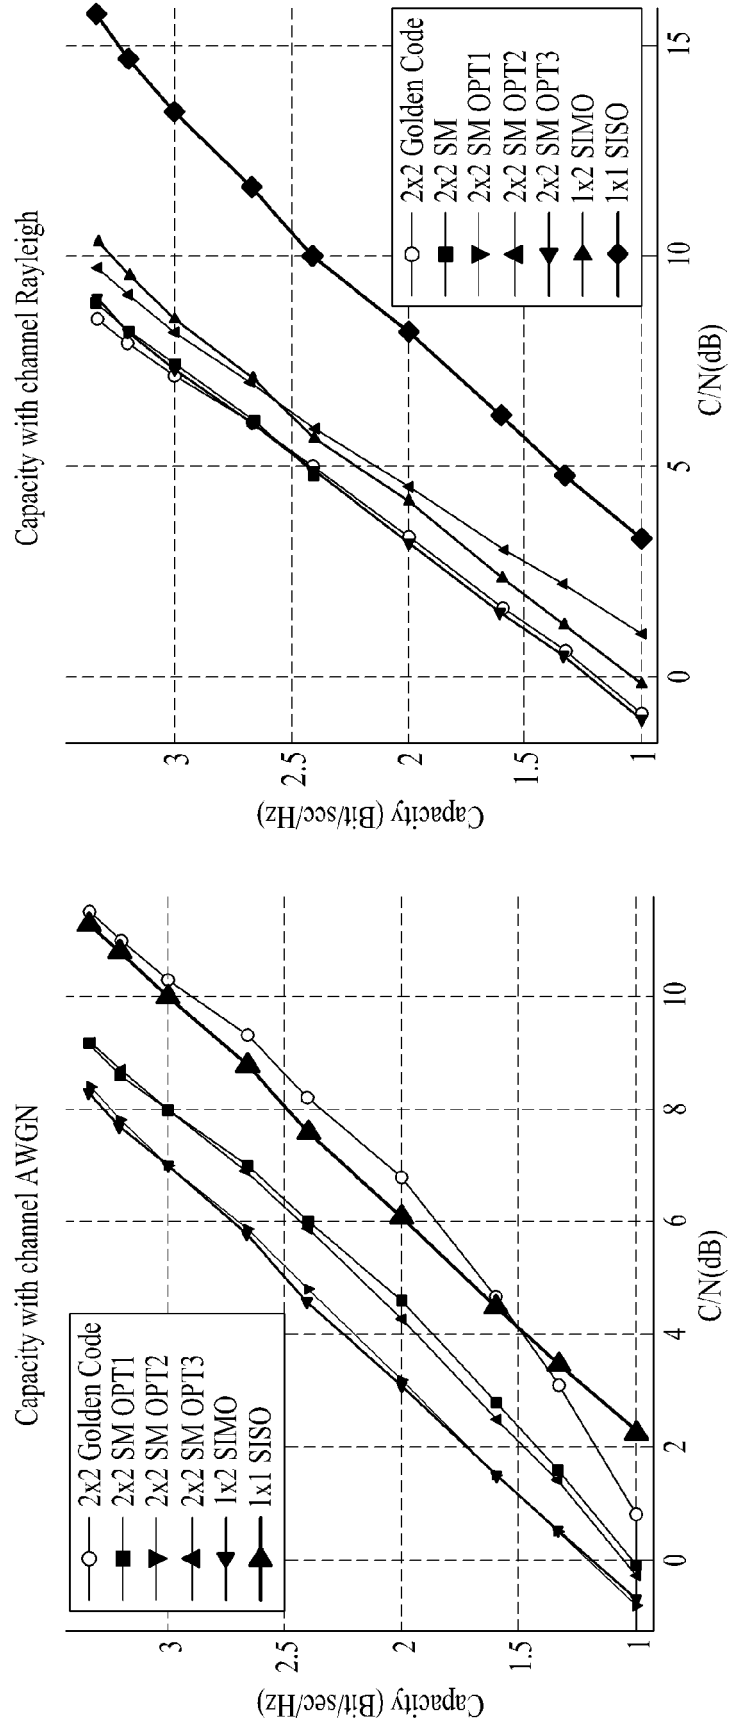 Capacity with channel AWGN
Capacity (Bit/sec/Hz)
3
2.5
2
1.5
1
0
2
4
6
8
10
C/N(dB)
2x2 Golden Code
2x2 SM OPT1
2x2 SM OPT2
2x2 SM OPT3
1x2 SIMO
1x1 SISO
Capacity with channel Rayleigh
Capacity (Bit/sec/Hz)
3
2.5
2
1.5
1
0
5
10
15
C/N(dB)
2x2 Golden Code
2x2 SM
2x2 SM OPT1
2x2 SM OPT2
2x2 SM OPT3
1x2 SIMO
1x1 SISO